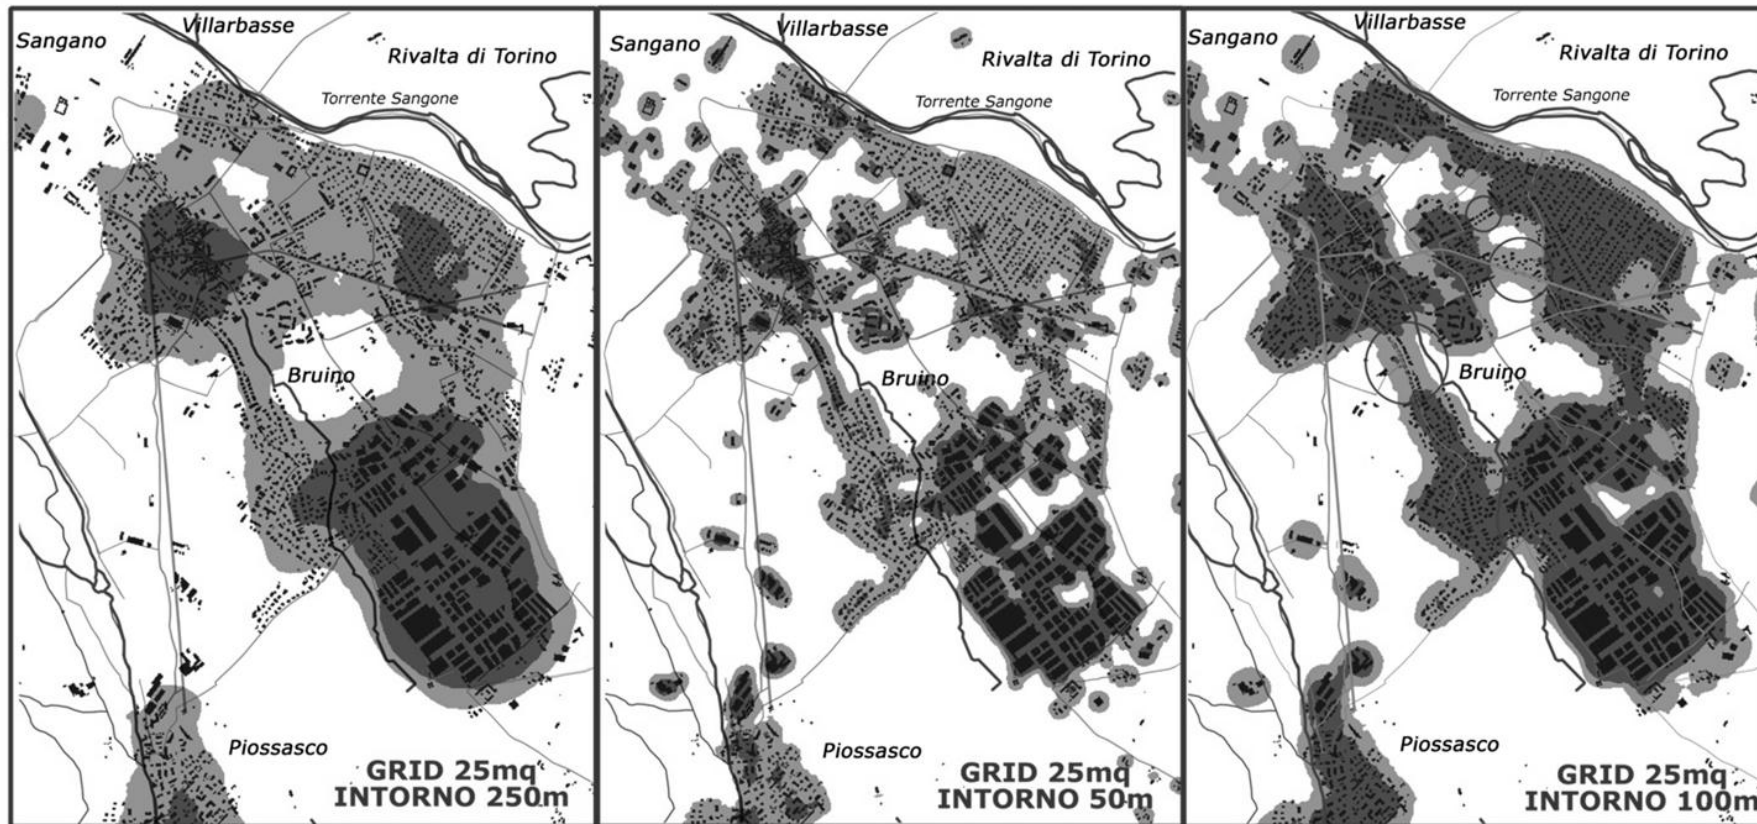 Villarbasse
Sangano
Rivalta di Torino
Torrente Sangone
Bruino
Piossasco
GRID 25mq
INTORNO 250m
Villarbasse
Sangano
Rivalta di Torino
Torrente Sangone
Bruino
Piossasco
GRID 25mq
INTORNO 50m
Villarbasse
Sangano
Rivalta di Torino
Torrente Sangone
Bruino
Piossasco
GRID 25mq
INTORNO 100m